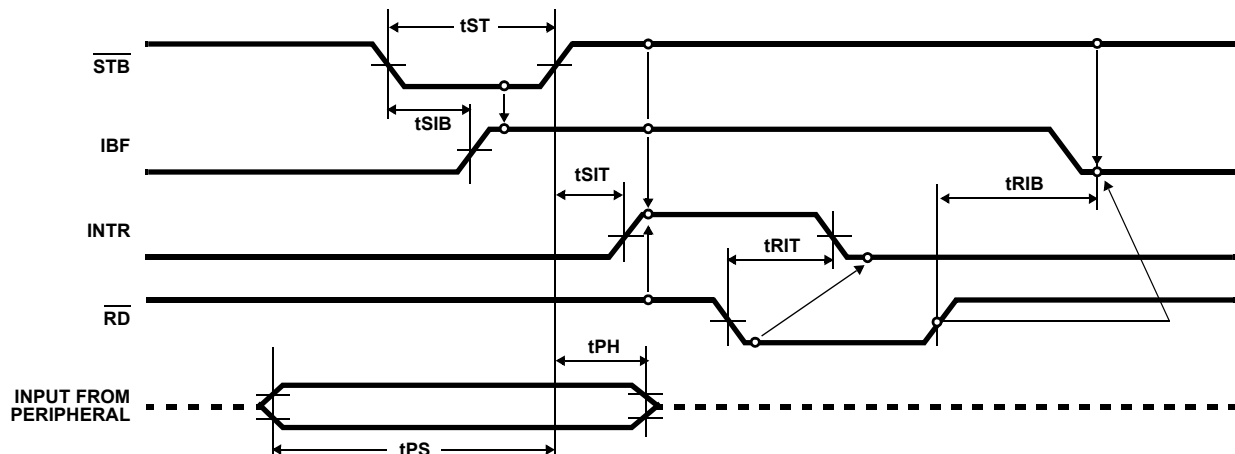 tST
STB
tSIB
IBF
tSIT
tRIB
INTR
tRIT
RD
tPH
INPUT FROM
PERIPHERAL
tPS